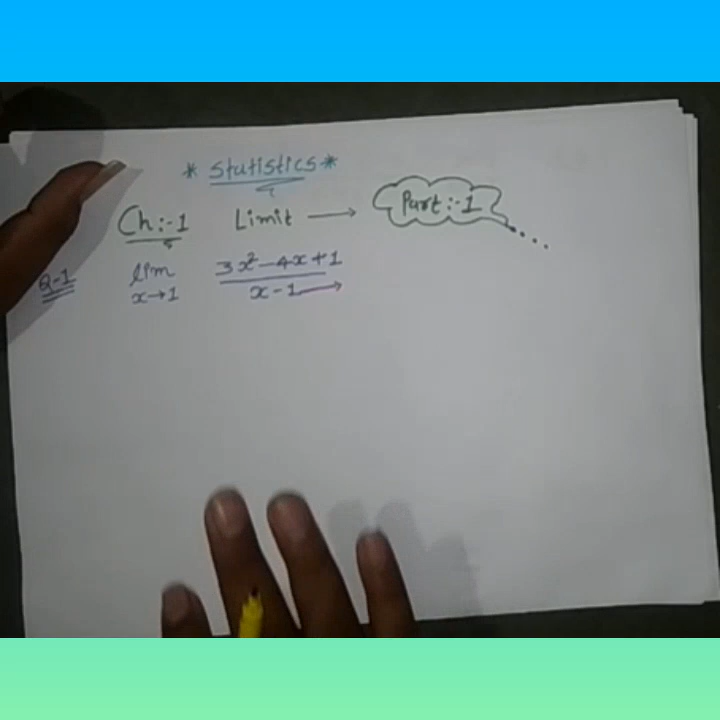 * Statistics *
Ch:-1 Limit → Part:-1....
Q-1 lim x→1 3x²-4x+1 / x-1 →